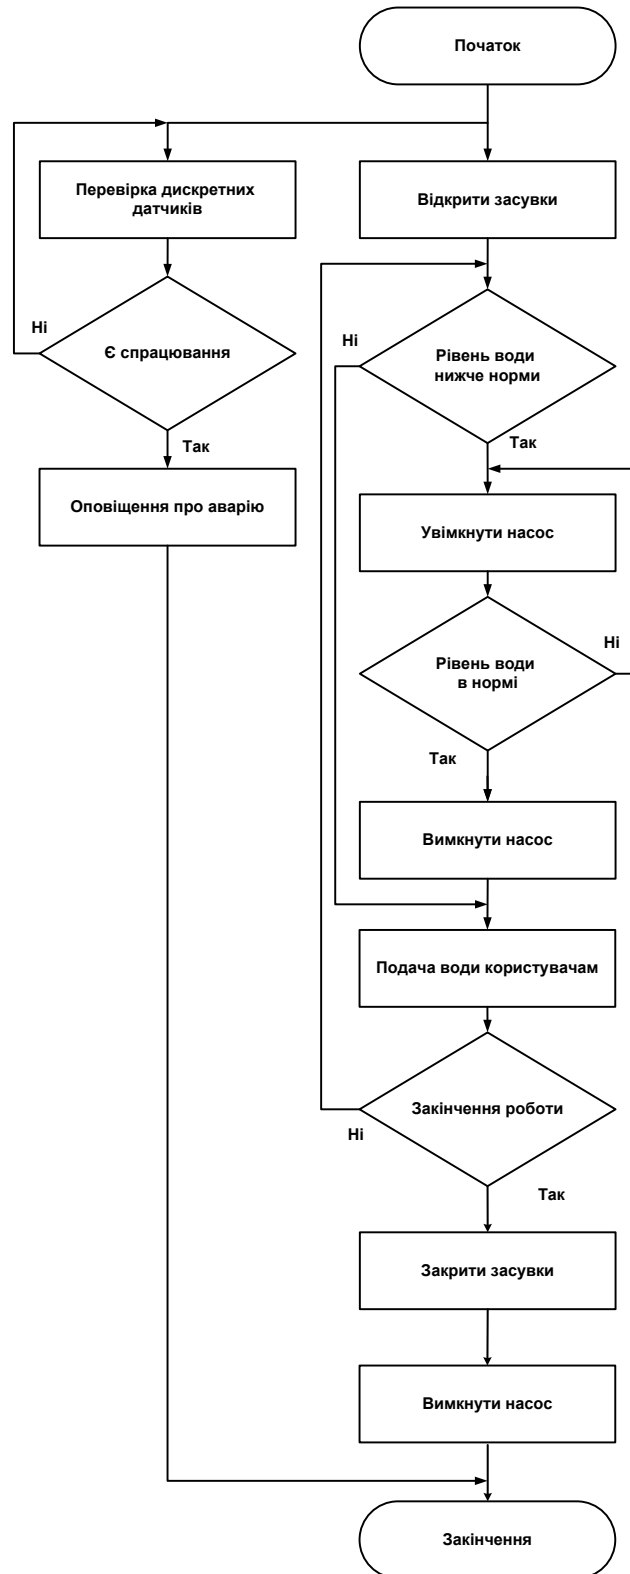 Початок
Перевірка дискретних
датчиків
Відкрити засувки
Ні
Є спрацювання
Так
Оповіщення про аварію
Ні
Рівень води
нижче норми
Так
Увімкнути насос
Рівень води
в нормі
Ні
Так
Вимкнути насос
Подача води користувачам
Закінчення роботи
Ні
Так
Закрити засувки
Вимкнути насос
Закінчення